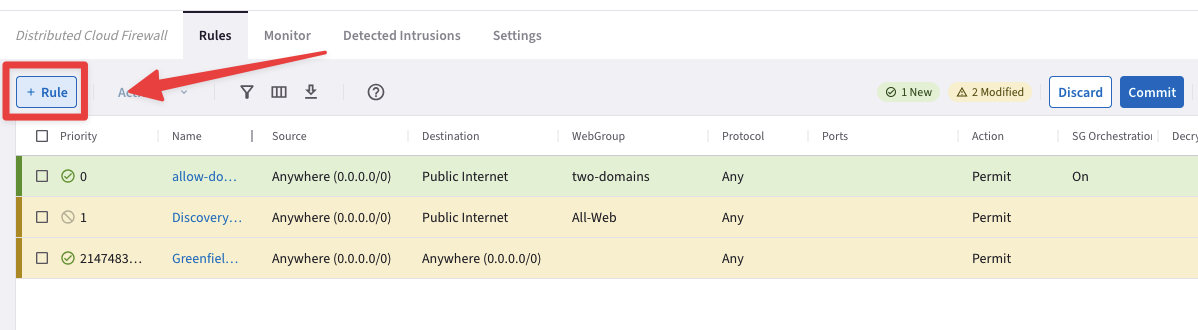 Distributed Cloud Firewall Rules Monitor Detected Intrusions Settings
+ Rule 1 New 2 Modified Discard Commit
Priority Name Source Destination WebGroup Protocol Ports Action SG Orchestration Decry
0 allow-do... Anywhere (0.0.0.0/0) Public Internet two-domains Any Permit On
1 Discovery... Anywhere (0.0.0.0/0) Public Internet All-Web Any Permit
2147483... Greenfiel... Anywhere (0.0.0.0/0) Anywhere (0.0.0.0/0) Any Permit